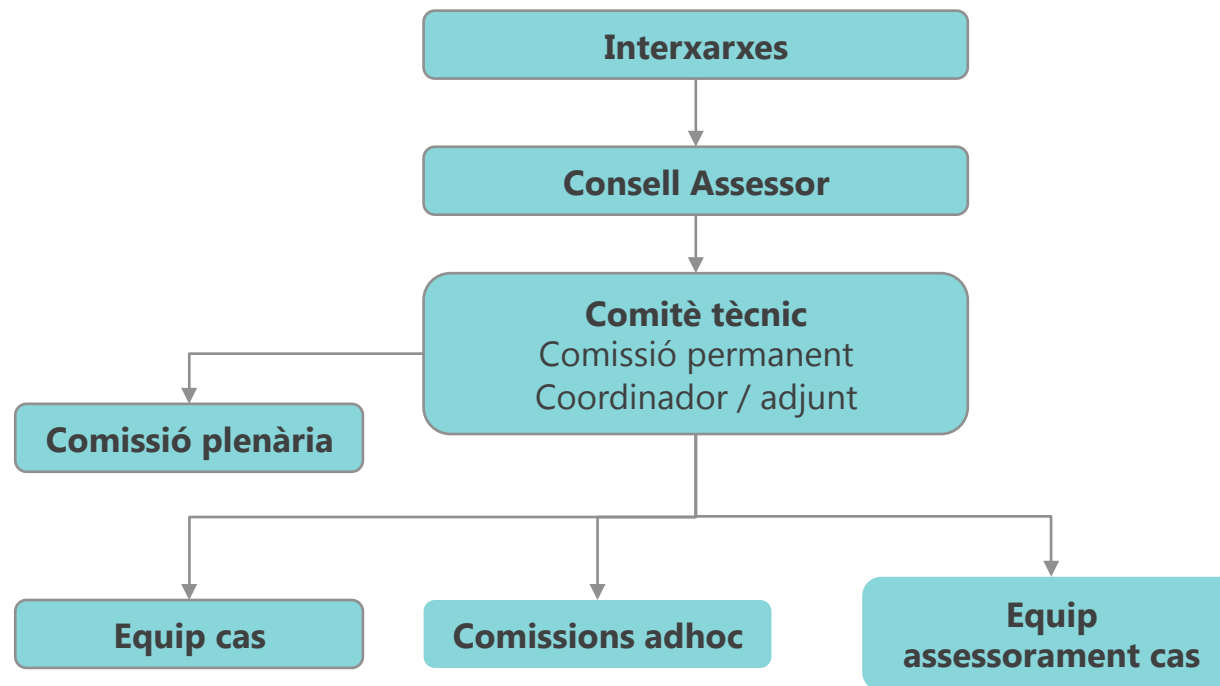 Interxarxes
Consell Assessor
Comitè tècnic
Comissió permanent
Coordinador / adjunt
Comissió plenària
Equip cas
Comissions adhoc
Equip
assessorament cas